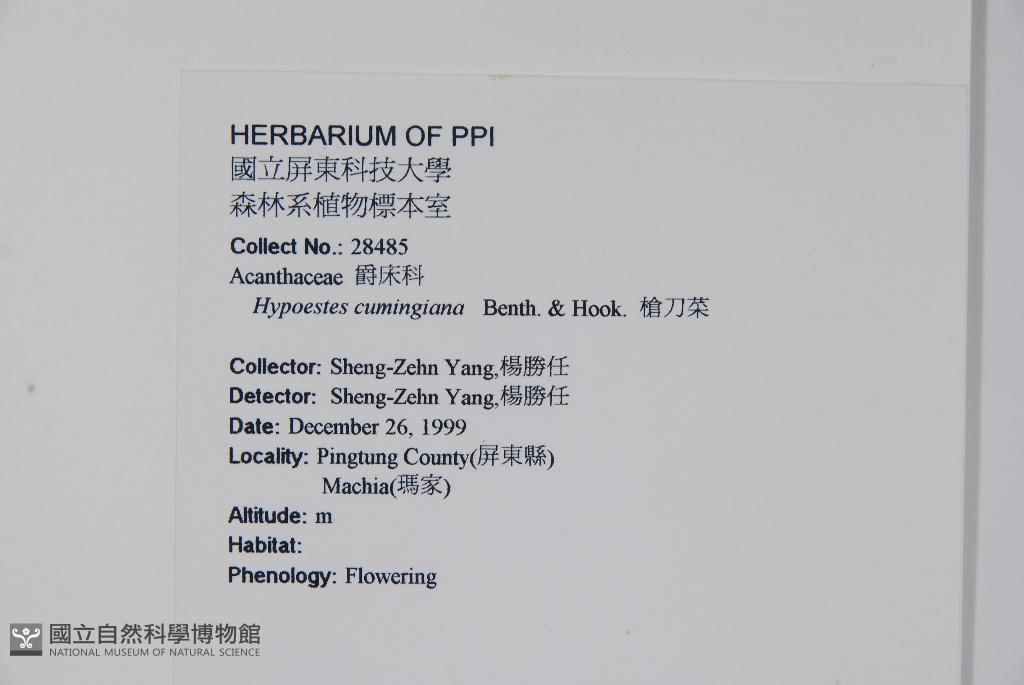 HERBARIUM OF PPI
國立屏東科技大學
森林系植物標本室
Collect No.: 28485
Acanthaceae 爵床科
Hypoestes cumingiana Benth. & Hook. 槍刀菜
Collector: Sheng-Zehn Yang,楊勝任
Detector: Sheng-Zehn Yang,楊勝任
Date: December 26, 1999
Locality: Pingtung County(屏東縣)
Machia(瑪家)
Altitude: m
Habitat:
Phenology: Flowering
國立自然科學博物館
NATIONAL MUSEUM OF NATURAL SCIENCE